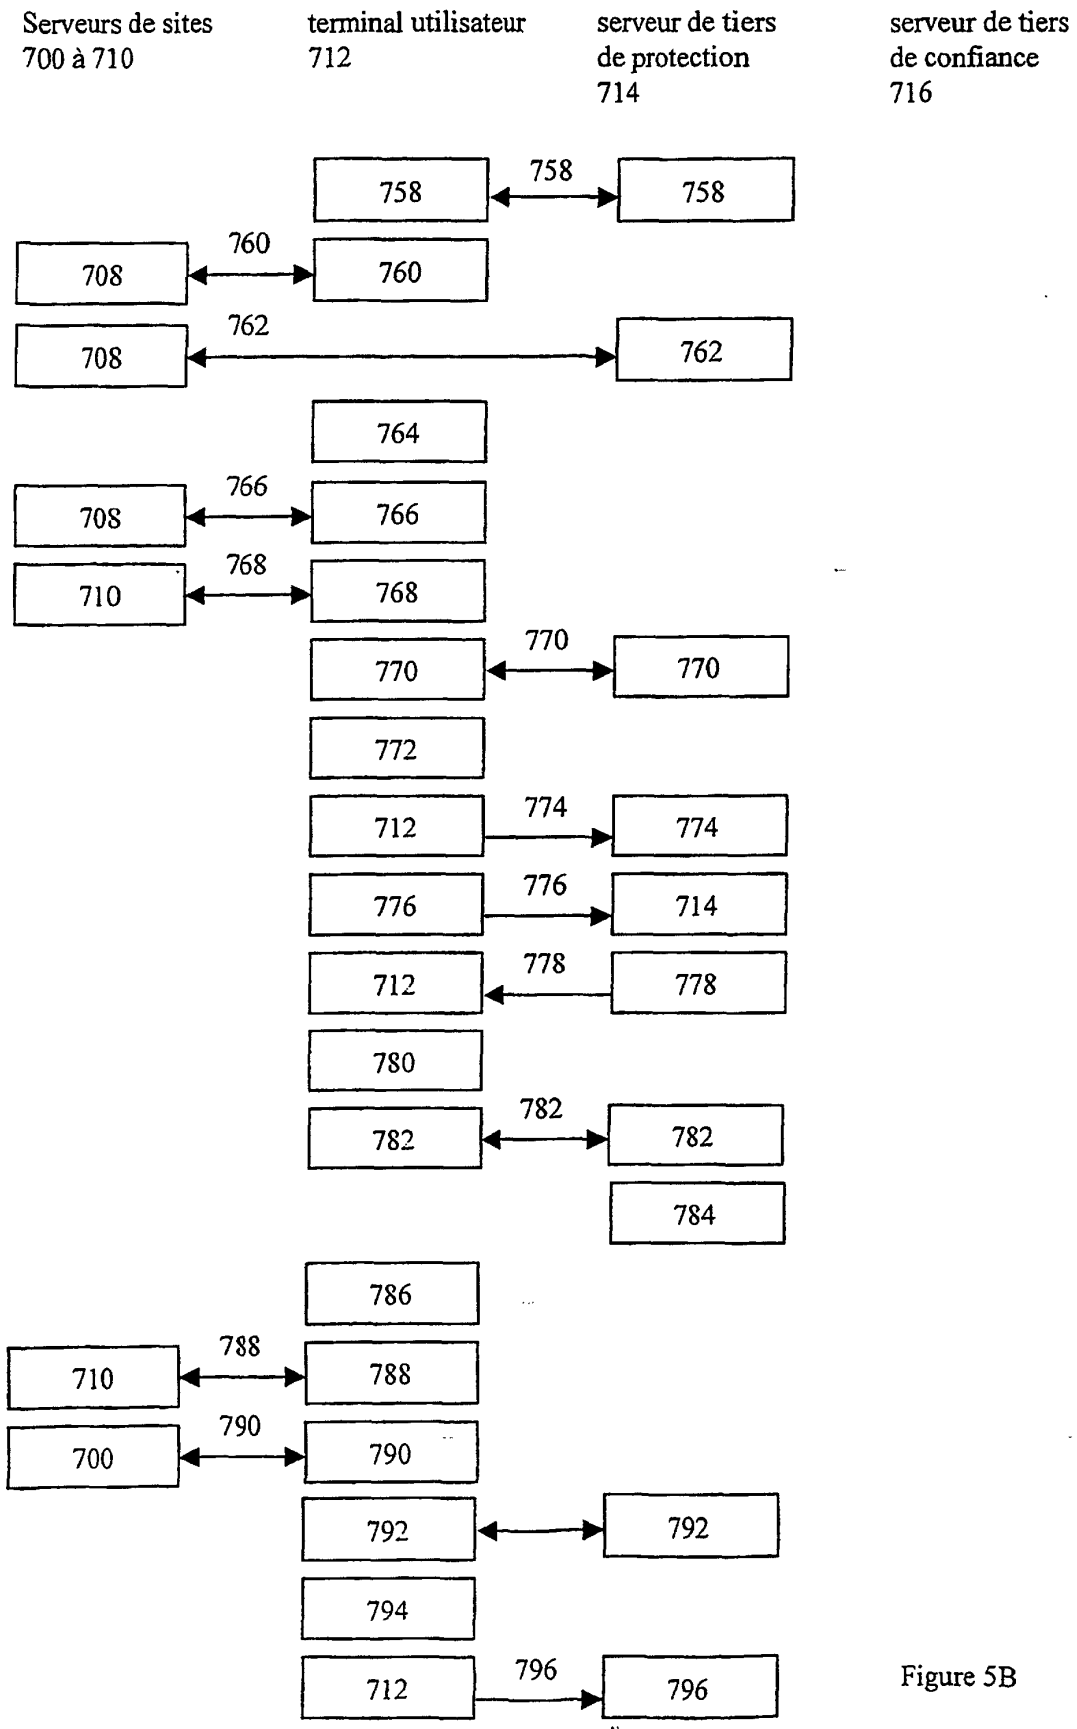 Serveurs de sites
700 à 710
terminal utilisateur
712
serveur de tiers
de protection
714
serveur de tiers
de confiance
716
758 758 758
708 760 760
708 762 762
764
708 766 766
710 768 768
770 770 770
772
712 774 774
776 776 714
712 778 778
780
782 782 782
784
786
710 788 788
700 790 790
792 792
794
712 796 796
Figure 5B